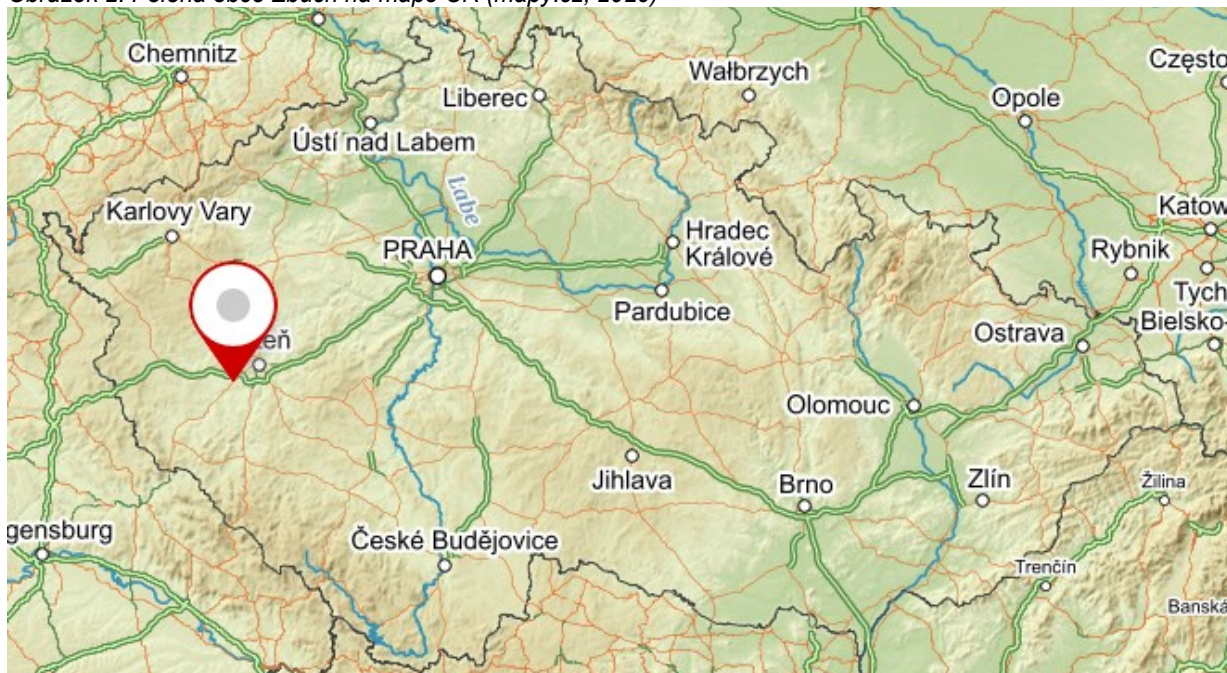 Chemnitz
Wałbrzych
Często
Liberec
Opole
Ústí nad Labem
Labe
Karlovy Vary
Katow
PRAHA
Hradec
Králové
Rybnik
Pardubice
Tych
Ostrava
Bielsko-
eň
Olomouc
Jihlava
Brno
Zlín
Žilina
gensburg
České Budějovice
Trenčín
Banská